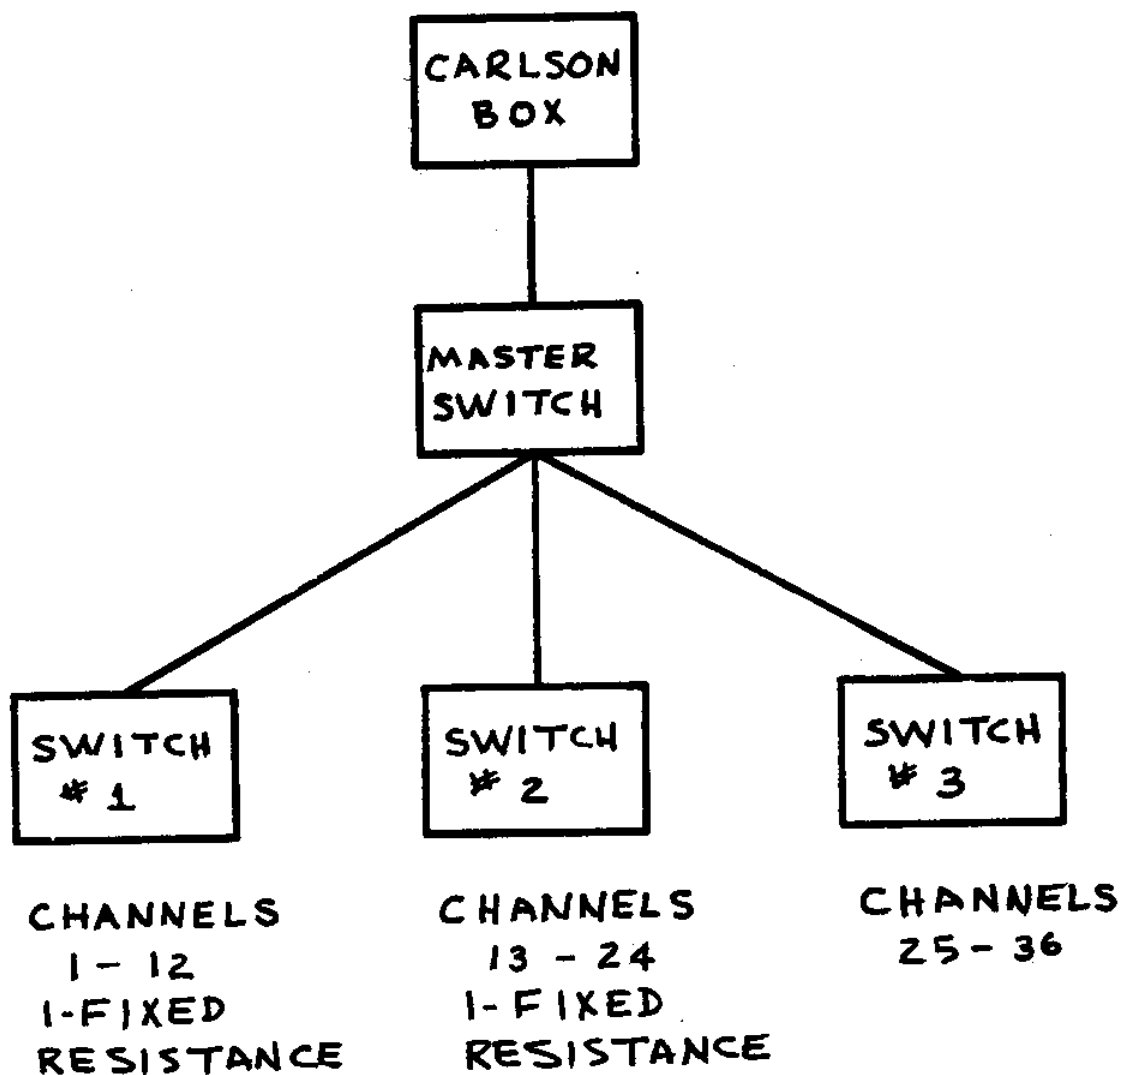 CARLSON
BOX
MASTER
SWITCH
SWITCH
# 1
SWITCH
# 2
SWITCH
# 3
CHANNELS
1 - 12
1-FIXED
RESISTANCE
CHANNELS
13 - 24
1-FIXED
RESISTANCE
CHANNELS
25 - 36